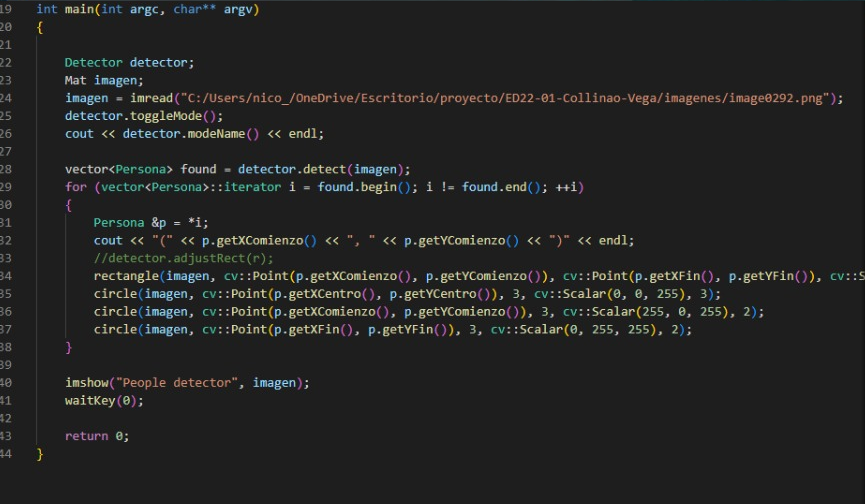 19 int main(int argc, char** argv)
20 {
21
22 Detector detector;
23 Mat imagen;
24 imagen = imread("C:/Users/nico_/OneDrive/Escritorio/proyecto/ED22-01-Collinao-Vega/imagenes/image0292.png");
25 detector.toggleMode();
26 cout << detector.modeName() << endl;
27
28 vector<Persona> found = detector.detect(imagen);
29 for (vector<Persona>::iterator i = found.begin(); i != found.end(); ++i)
30 {
31 Persona &p = *i;
32 cout << "(" << p.getXComienzo() << ", " << p.getYComienzo() << ")" << endl;
33 //detector.adjustRect(r);
34 rectangle(imagen, cv::Point(p.getXComienzo(), p.getYComienzo()), cv::Point(p.getXFin(), p.getYFin()), cv::S
35 circle(imagen, cv::Point(p.getXCentro(), p.getYCentro()), 3, cv::Scalar(0, 0, 255), 3);
36 circle(imagen, cv::Point(p.getXComienzo(), p.getYComienzo()), 3, cv::Scalar(255, 0, 255), 2);
37 circle(imagen, cv::Point(p.getXFin(), p.getYFin()), 3, cv::Scalar(0, 255, 255), 2);
38 }
39
40 imshow("People detector", imagen);
41 waitKey(0);
42
43 return 0;
44 }